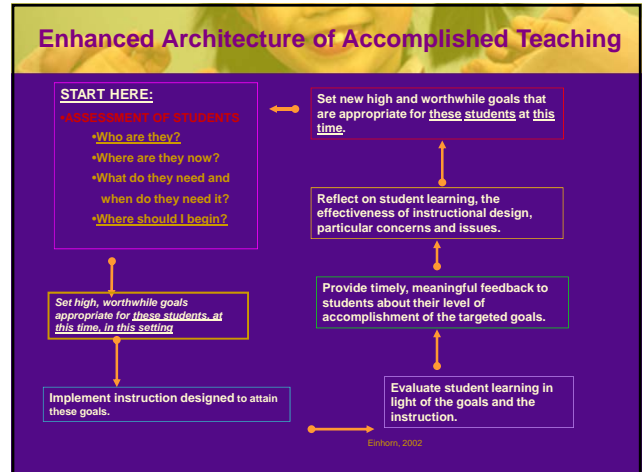 Enhanced Architecture of Accomplished Teaching
START HERE:
•ASSESSMENT OF STUDENTS
•Who are they?
•Where are they now?
•What do they need and
when do they need it?
•Where should I begin?
Set high, worthwhile goals
appropriate for these students, at
this time, in this setting
Implement instruction designed to attain
these goals.
Evaluate student learning in
light of the goals and the
instruction.
Provide timely, meaningful feedback to
students about their level of
accomplishment of the targeted goals.
Reflect on student learning, the
effectiveness of instructional design,
particular concerns and issues.
Set new high and worthwhile goals that
are appropriate for these students at this
time.
Einhorn, 2002